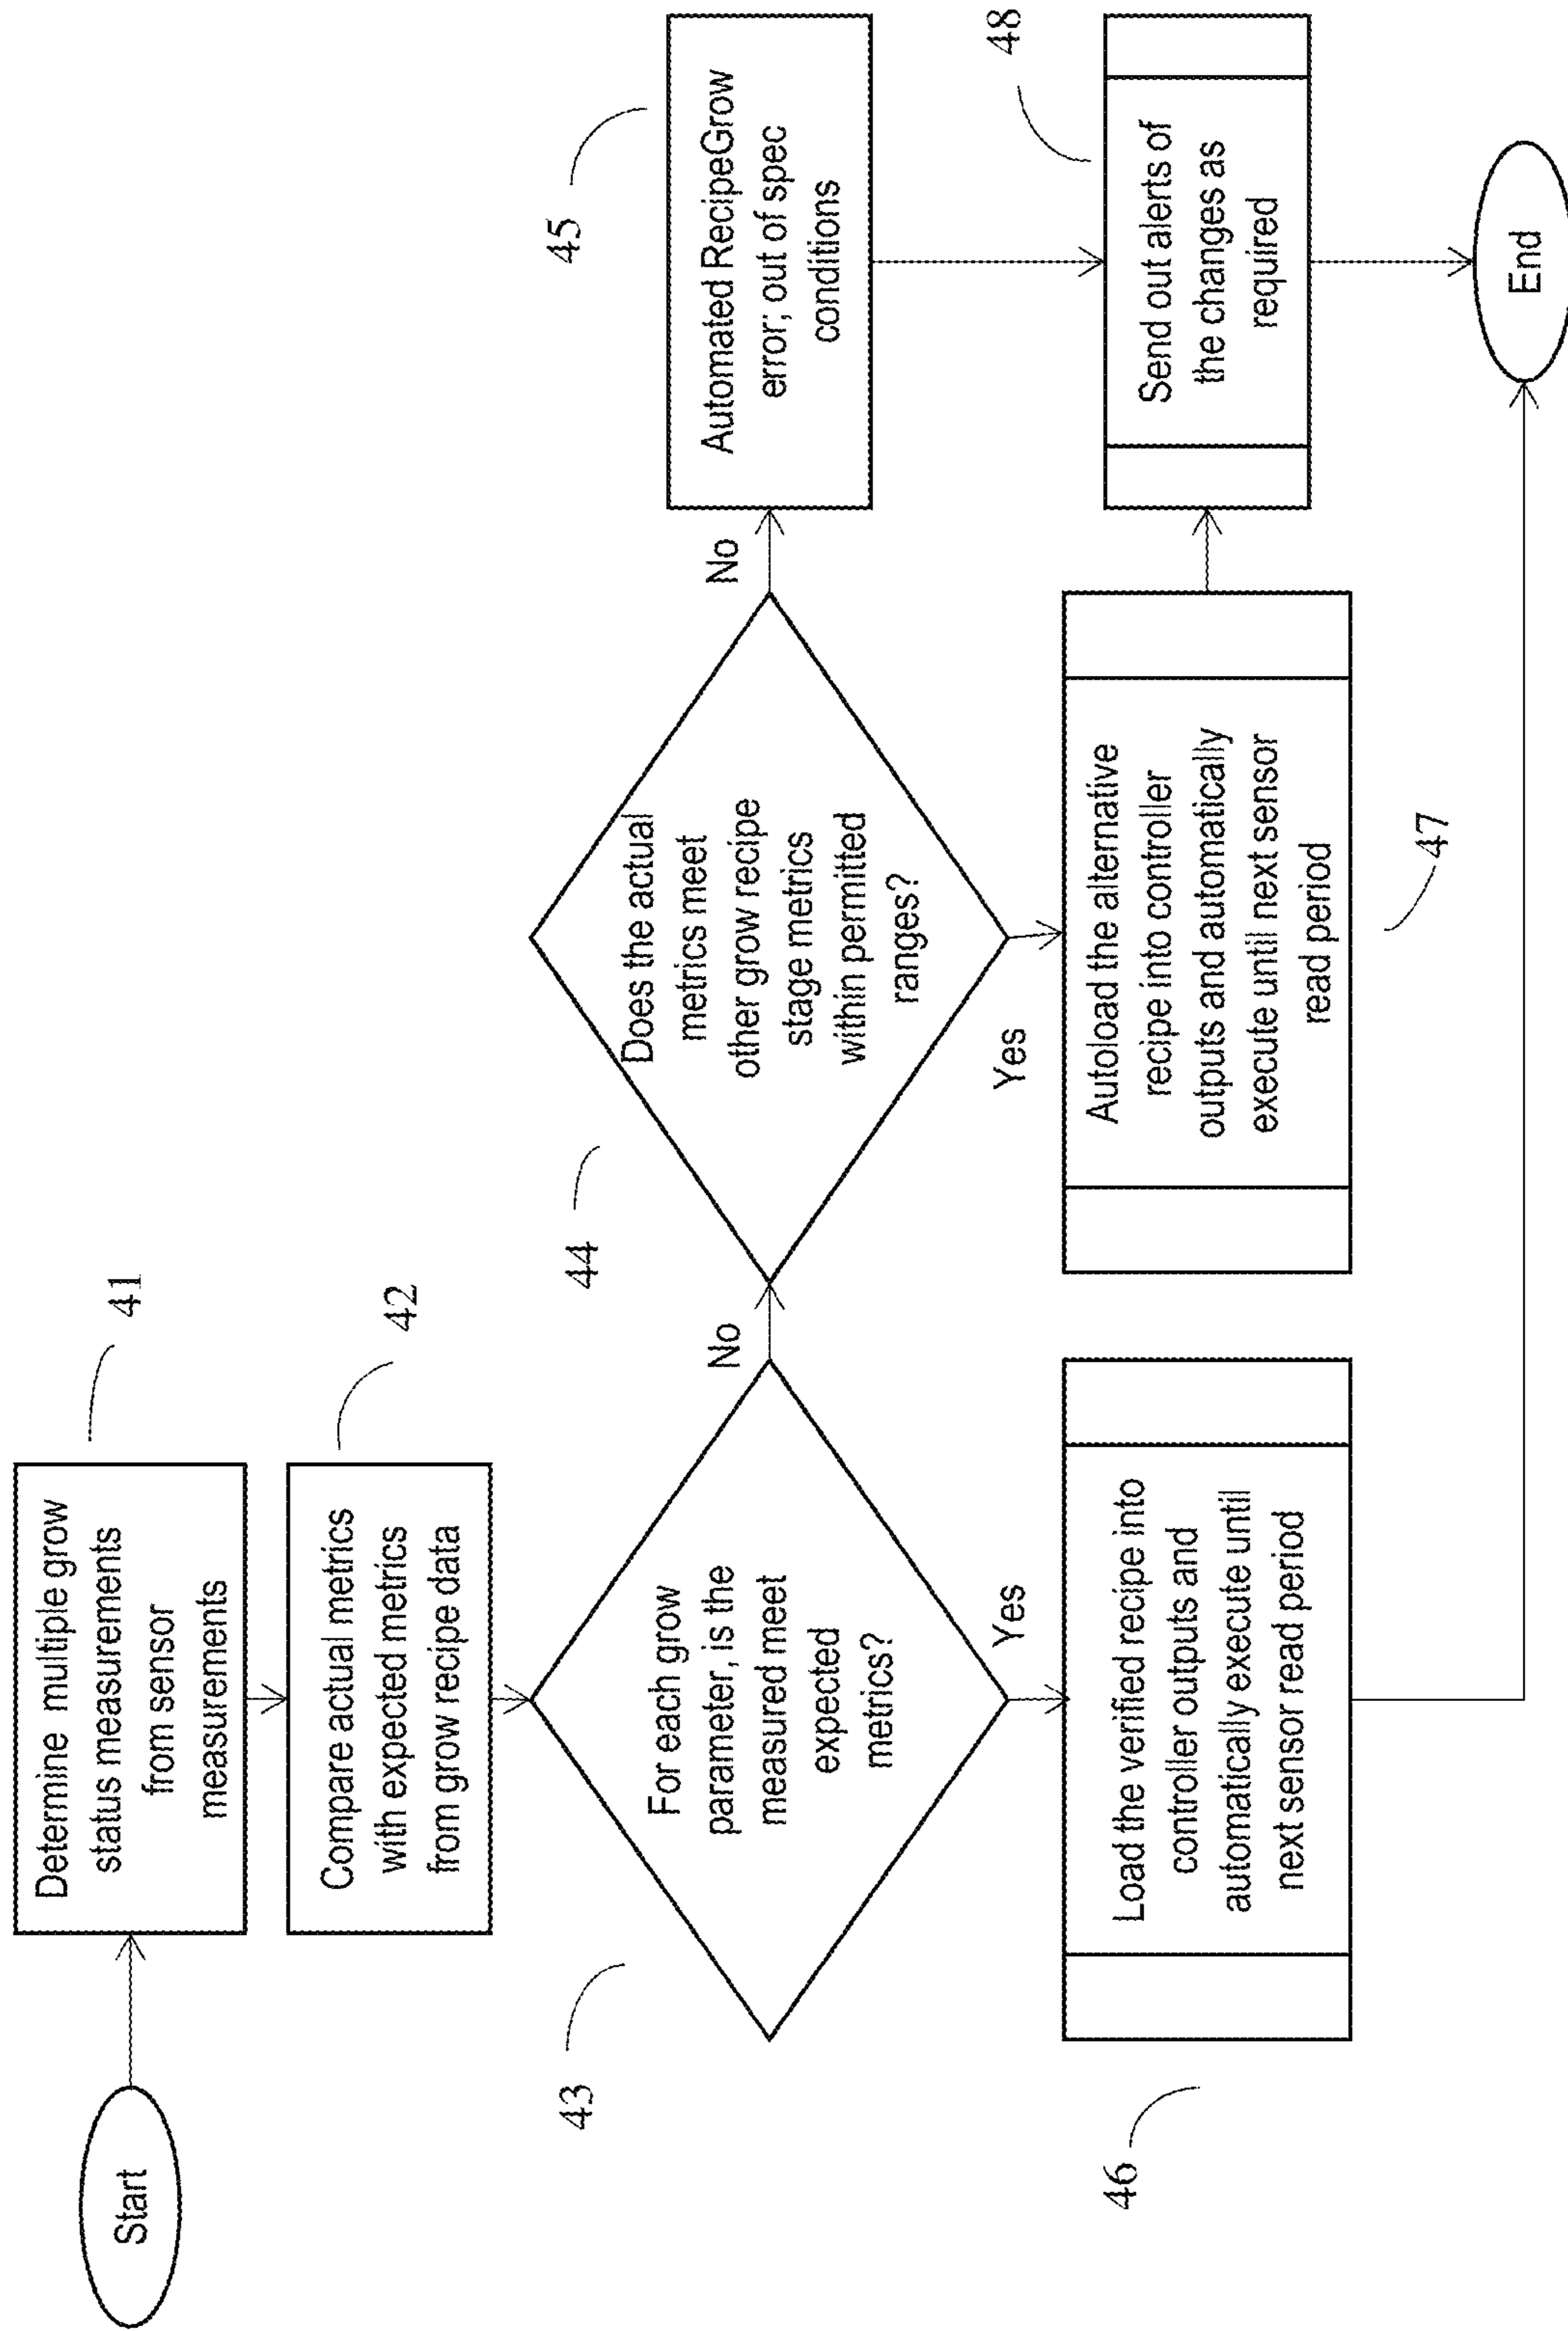 Start
Determine multiple grow
status measurements
from sensor
measurements
41
Compare actual metrics
with expected metrics
from grow recipe data
42
For each grow
parameter, is the
measured meet
expected
metrics?
43
No
Yes
Does the actual
metrics meet
other grow recipe
stage metrics
within permitted
ranges?
44
No
Yes
Automated RecipeGrow
error; out of spec
conditions
45
Load the verified recipe into
controller outputs and
automatically execute until
next sensor read period
46
Autoload the alternative
recipe into controller
outputs and automatically
execute until next sensor
read period
47
Send out alerts of
the changes as
required
48
End